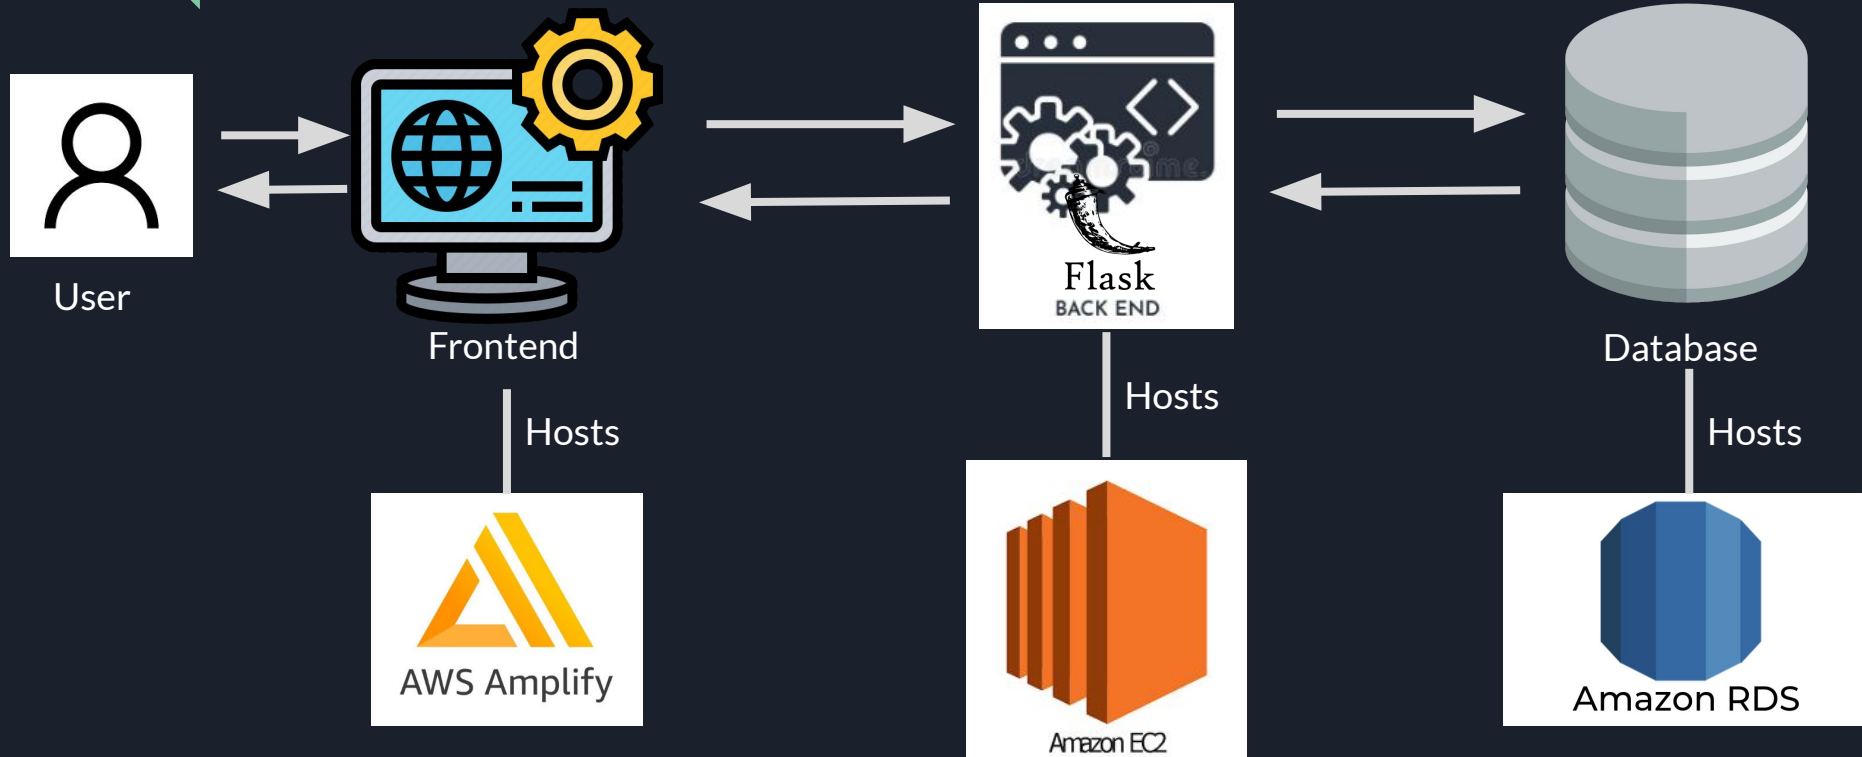 User
Frontend
Flask
BACK END
Database
Hosts
Hosts
Hosts
AWS Amplify
Amazon EC2
Amazon RDS